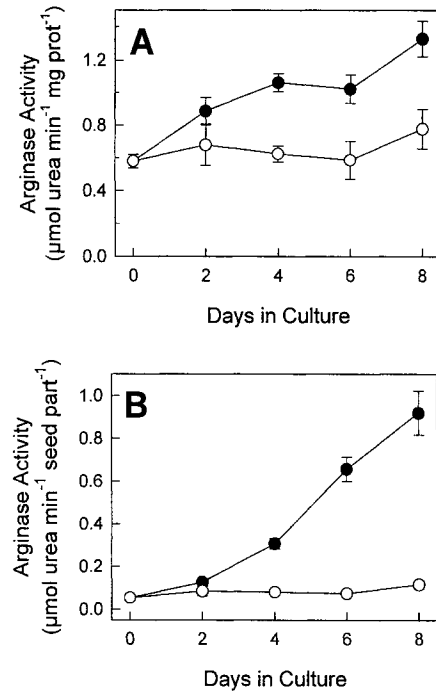 A
Arginase Activity
(µmol urea min⁻¹ mg prot⁻¹)
1.2
0.8
0.4
0.0
0 2 4 6 8
Days in Culture
B
Arginase Activity
(µmol urea min⁻¹ seed part⁻¹)
1.0
0.8
0.6
0.4
0.2
0.0
0 2 4 6 8
Days in Culture